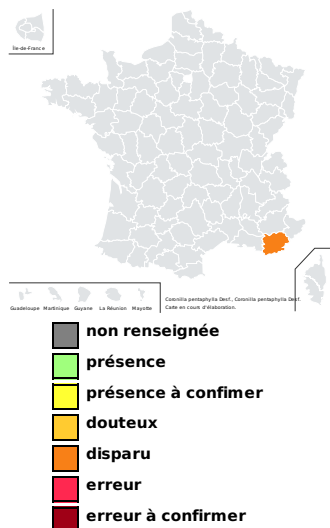 Île-de-France
Guadeloupe Martinique Guyane La Réunion Mayotte
Coronilla pentaphylla Desf., Coronilla pentaphylla Desf.
Carte en cours d'élaboration.
non renseignée
présence
présence à confimer
douteux
disparu
erreur
erreur à confirmer